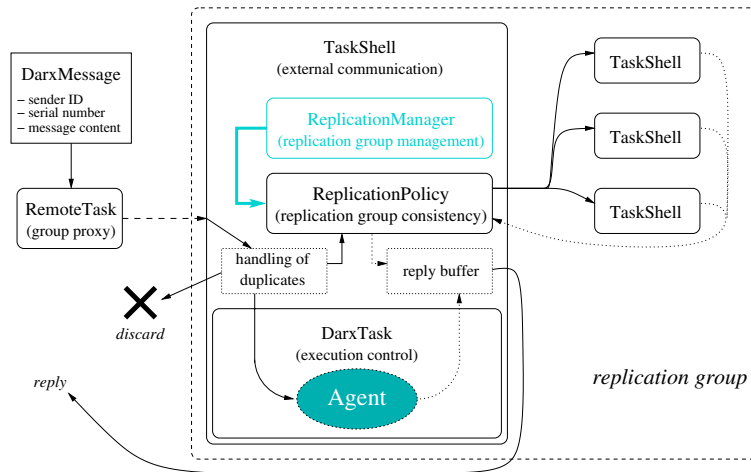 TaskShell
(external communication)
DarxMessage
– sender ID
– serial number
– message content
ReplicationManager
(replication group management)
TaskShell
TaskShell
TaskShell
ReplicationPolicy
(replication group consistency)
RemoteTask
(group proxy)
handling of
duplicates
reply buffer
discard
DarxTask
(execution control)
Agent
reply
replication group